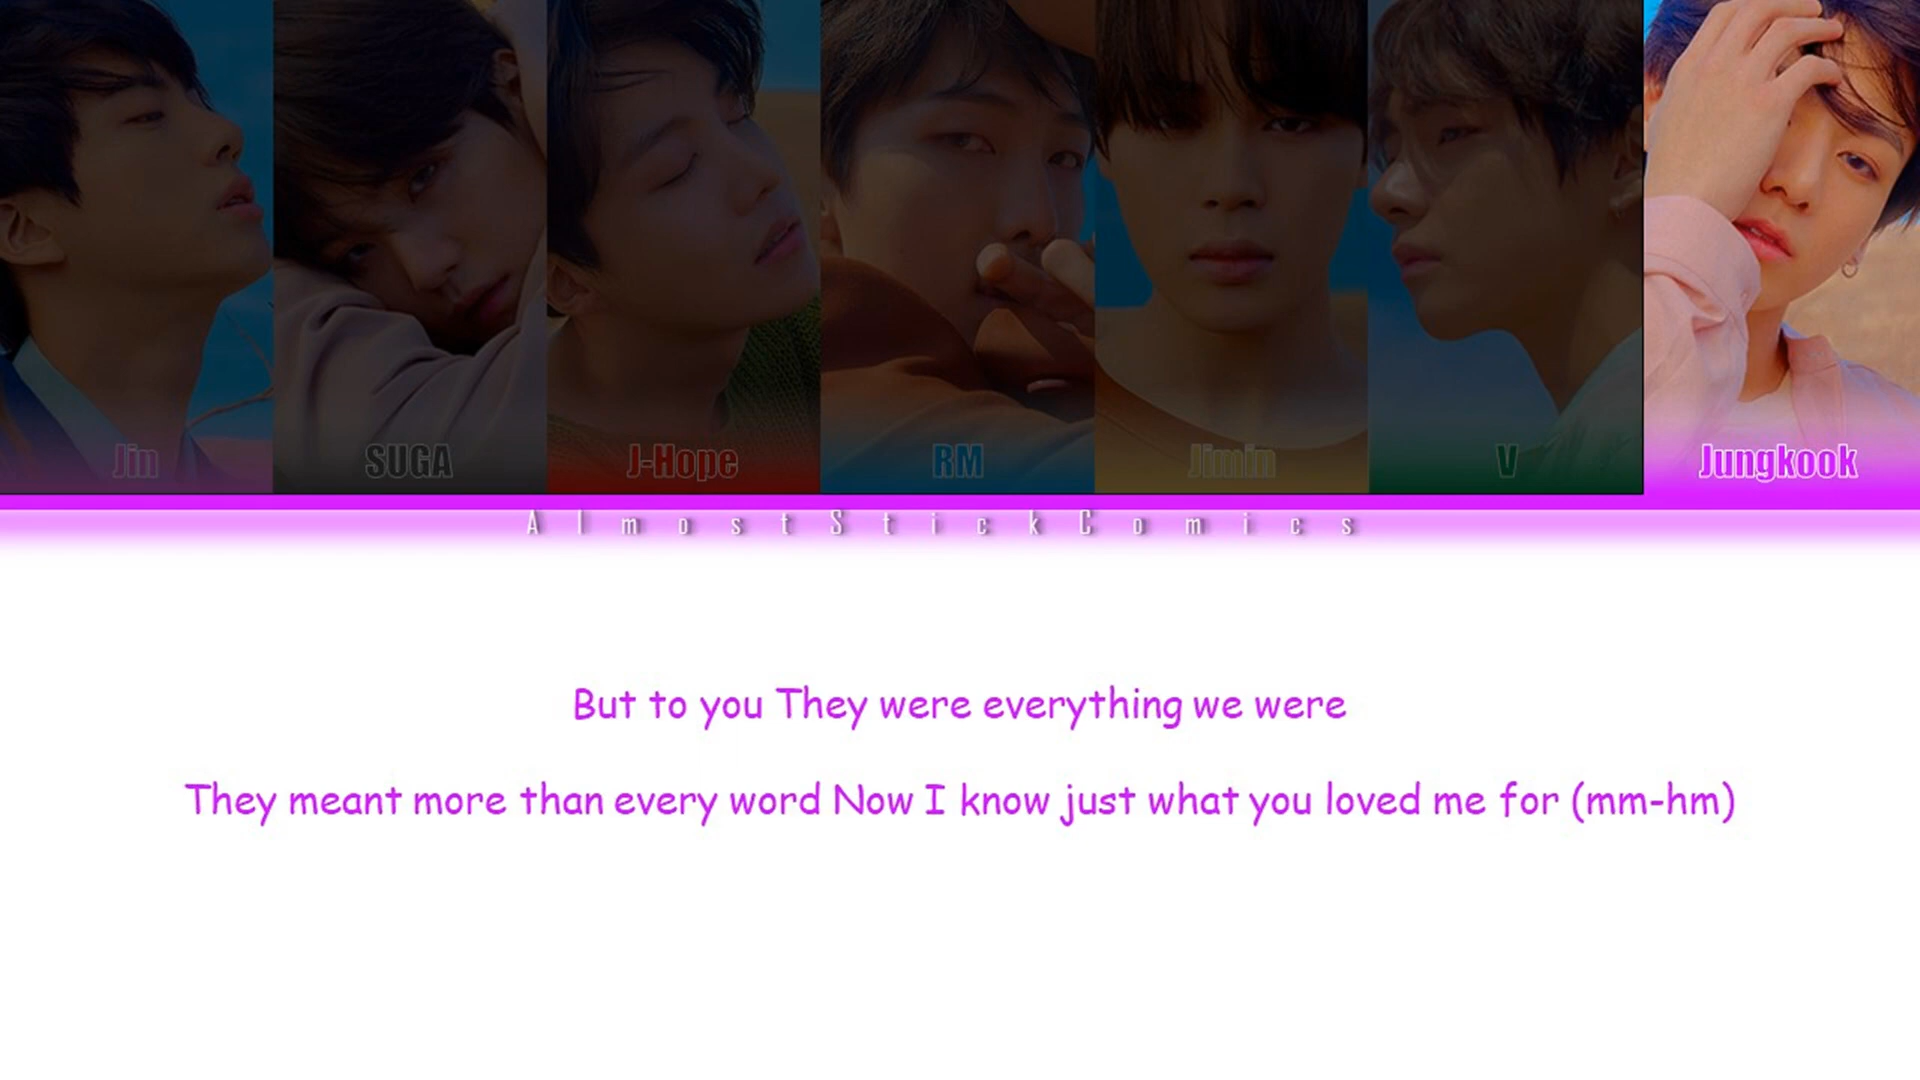 Jin SUGA J-Hope RM Jimin V Jungkook
AlmostStickComics
But to you They were everything we were
They meant more than every word Now I know just what you loved me for (mm-hm)